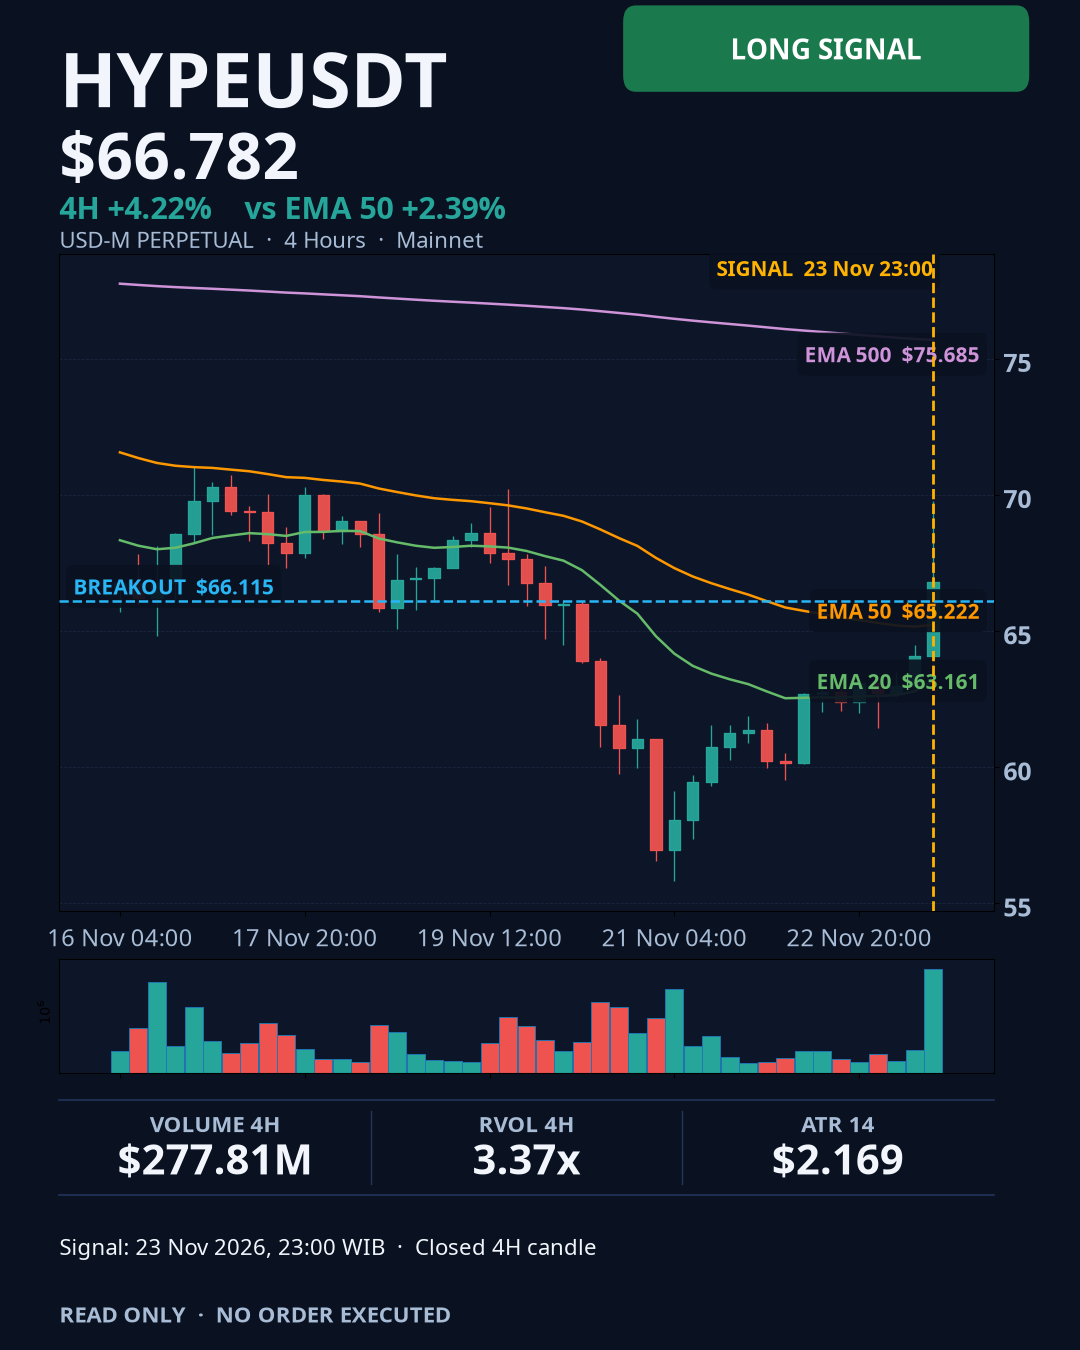 LONG SIGNAL
HYPEUSDT
$66.782
4H +4.22% vs EMA 50 +2.39%
USD-M PERPETUAL · 4 Hours · Mainnet
SIGNAL 23 Nov 23:00
EMA 500 $75.685
75
70
BREAKOUT $66.115
EMA 50 $65.222
65
EMA 20 $63.161
60
55
16 Nov 04:00 17 Nov 20:00 19 Nov 12:00 21 Nov 04:00 22 Nov 20:00
10⁶
VOLUME 4H RVOL 4H ATR 14
$277.81M 3.37x $2.169
Signal: 23 Nov 2026, 23:00 WIB · Closed 4H candle
READ ONLY · NO ORDER EXECUTED